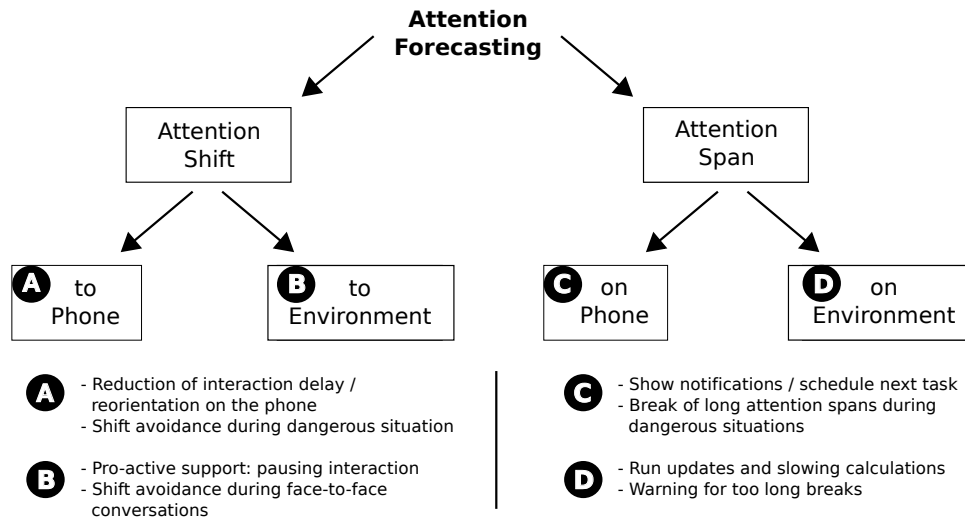 Attention
Forecasting
Attention
Shift
Attention
Span
A to
Phone
B to
Environment
C on
Phone
D on
Environment
A - Reduction of interaction delay /
reorientation on the phone
- Shift avoidance during dangerous situation
B - Pro-active support: pausing interaction
- Shift avoidance during face-to-face
conversations
C - Show notifications / schedule next task
- Break of long attention spans during
dangerous situations
D - Run updates and slowing calculations
- Warning for too long breaks